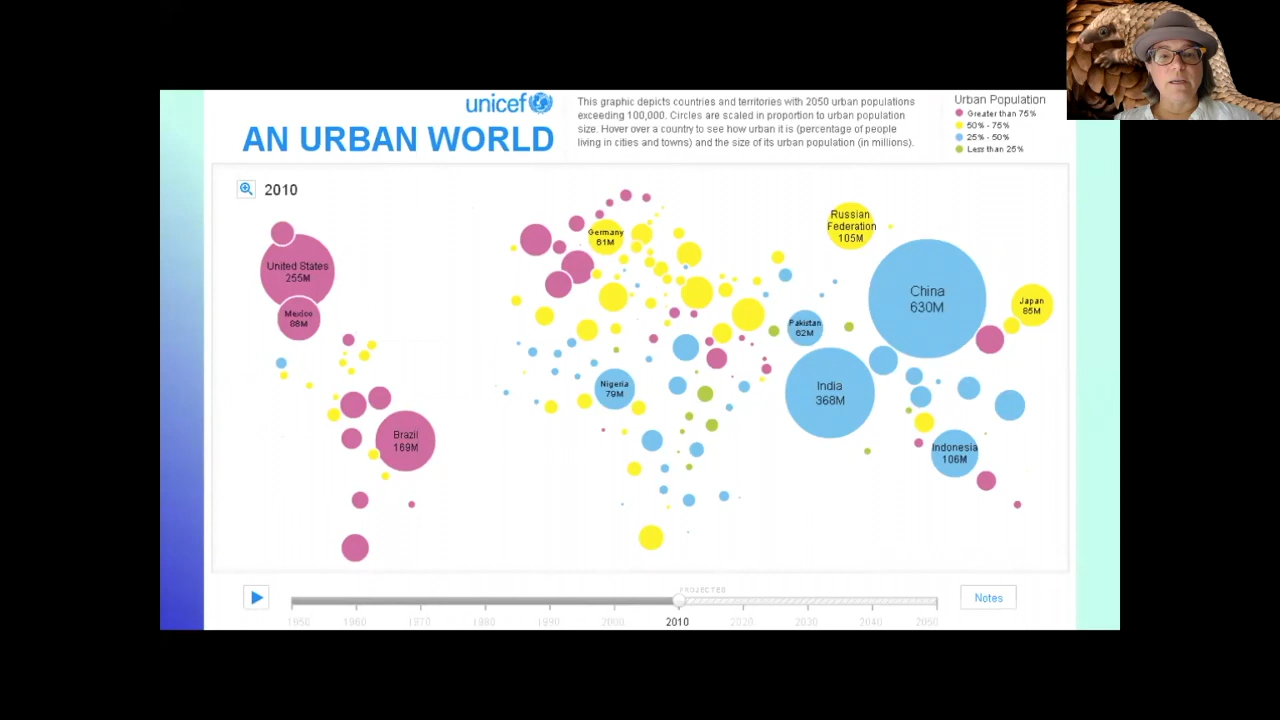 unicef
AN URBAN WORLD
This graphic depicts countries and territories with 2050 urban populations
exceeding 100,000. Circles are scaled in proportion to urban population
size. Hover over a country to see how urban it is (percentage of people
living in cities and towns) and the size of its urban population (in millions).
Urban Population
Greater than 75%
50% - 75%
25% - 50%
Less than 25%
2010
United States
255M
Mexico
88M
Brazil
169M
Germany
61M
Nigeria
79M
Russian
Federation
105M
China
630M
Japan
85M
Pakistan
62M
India
368M
Indonesia
106M
PROJECTED
1950 1960 1970 1980 1990 2000 2010 2020 2030 2040 2050
Notes